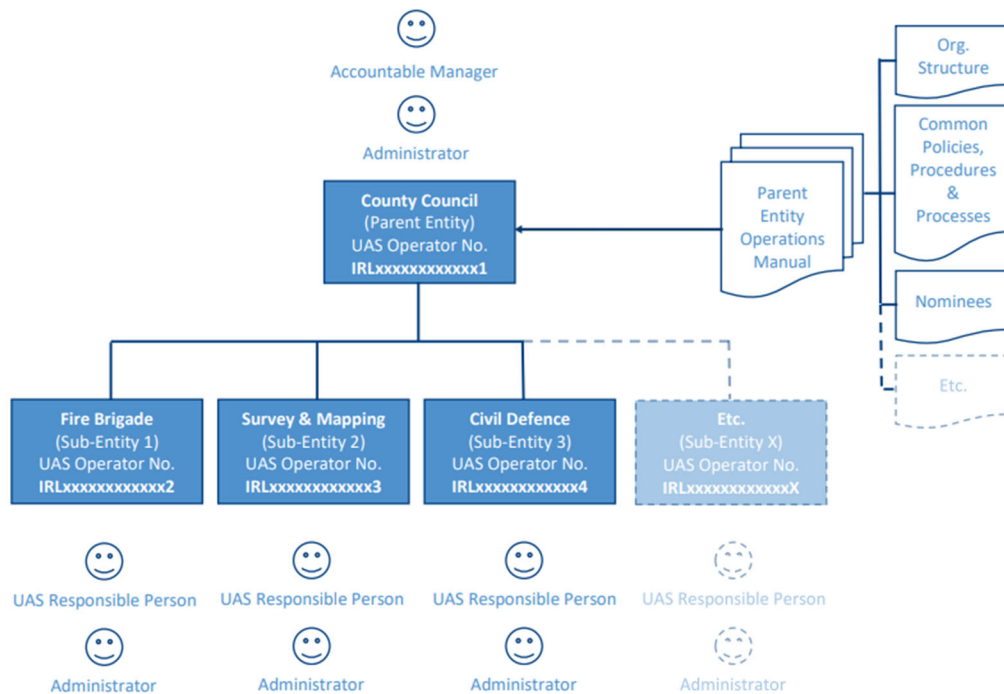 Accountable Manager
Administrator
County Council
(Parent Entity)
UAS Operator No.
IRLxxxxxxxxxxxx1
Parent
Entity
Operations
Manual
Org.
Structure
Common
Policies,
Procedures
&
Processes
Nominees
Etc.
Fire Brigade
(Sub-Entity 1)
UAS Operator No.
IRLxxxxxxxxxxxx2
Survey & Mapping
(Sub-Entity 2)
UAS Operator No.
IRLxxxxxxxxxxxx3
Civil Defence
(Sub-Entity 3)
UAS Operator No.
IRLxxxxxxxxxxxx4
Etc.
(Sub-Entity X)
UAS Operator No.
IRLxxxxxxxxxxxxX
UAS Responsible Person
UAS Responsible Person
UAS Responsible Person
UAS Responsible Person
Administrator
Administrator
Administrator
Administrator